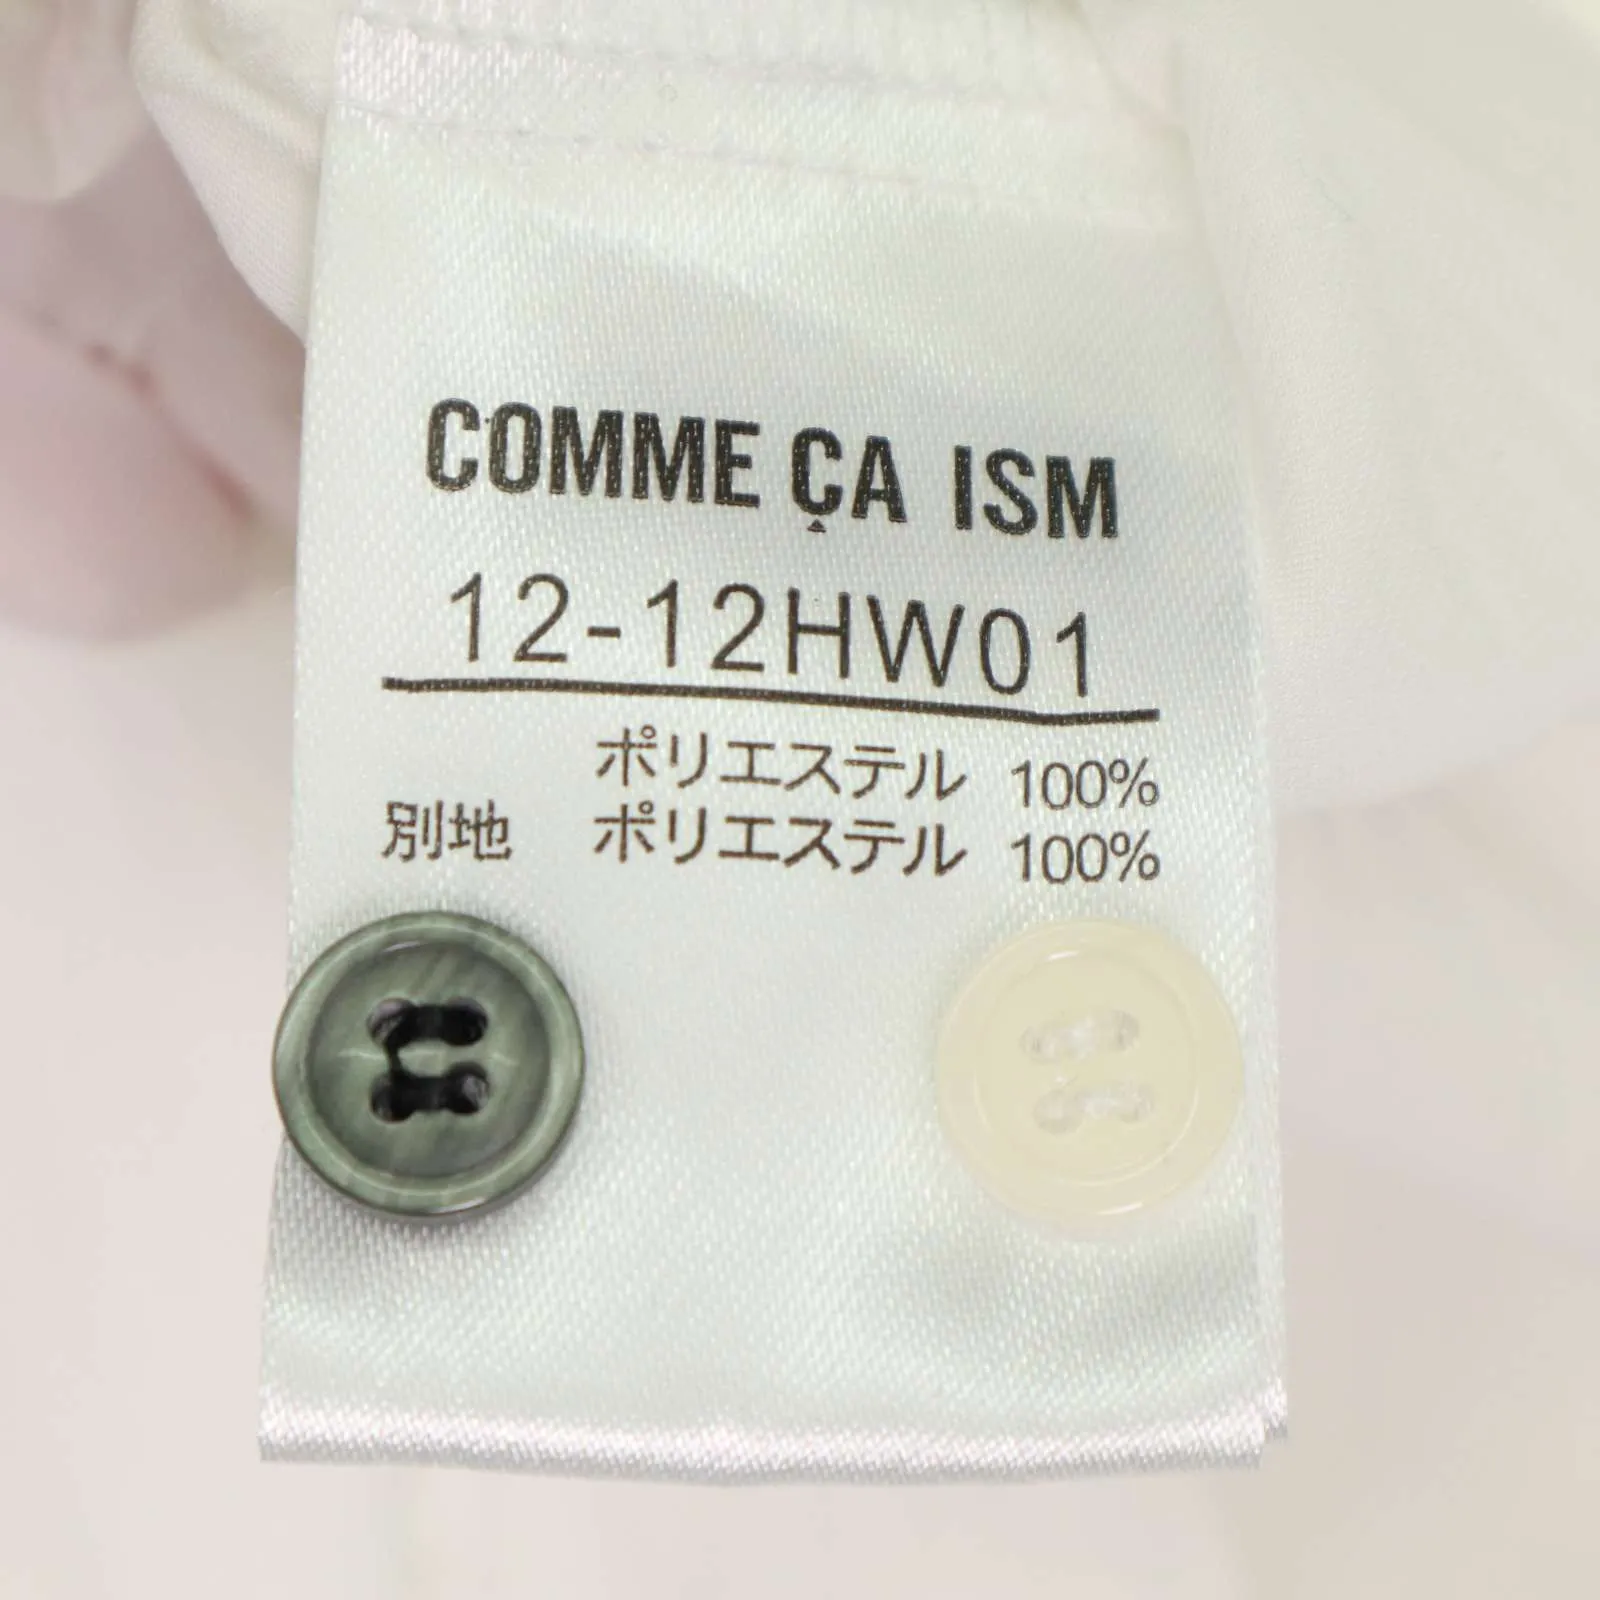 COMME ÇA ISM
12-12HW01
ポリエステル 100%
別地 ポリエステル 100%